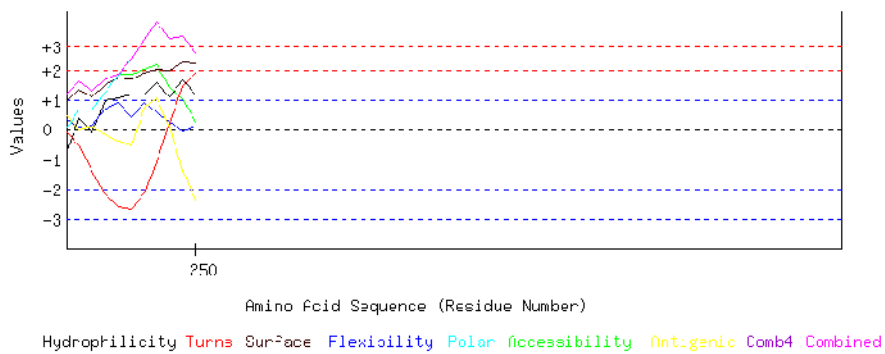 +3
+2
+1
0
-1
-2
-3
Values
250
Amino Acid Sequence (Residue Number)
Hydrophilicity Turns Surface Flexibility Polar Accessibility Antigenic Comb4 Combined